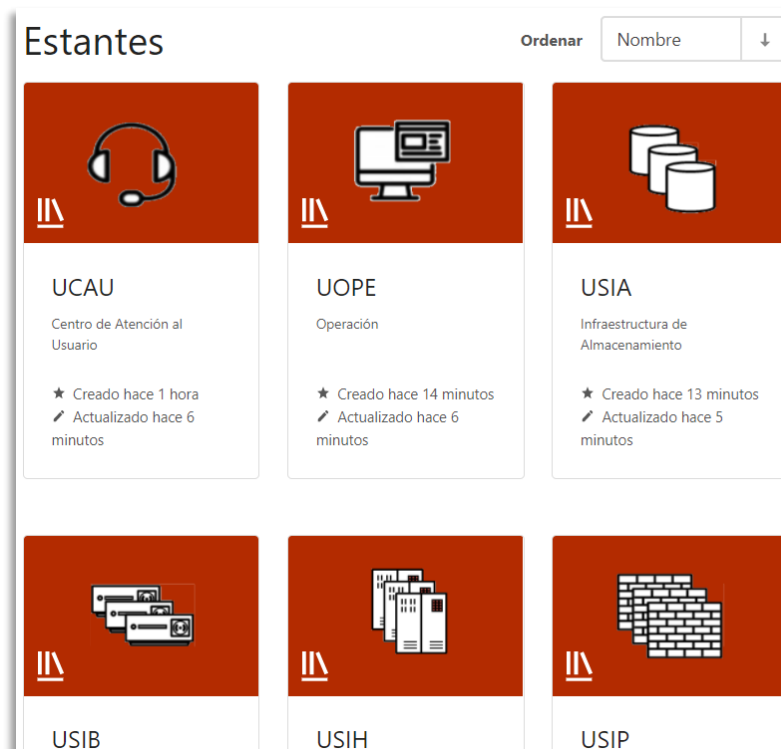 Estantes
Ordenar Nombre ↓
UCAU
Centro de Atención al
Usuario
★ Creado hace 1 hora
Actualizado hace 6
minutos
UOPE
Operación
★ Creado hace 14 minutos
Actualizado hace 6
minutos
USIA
Infraestructura de
Almacenamiento
★ Creado hace 13 minutos
Actualizado hace 5
minutos
USIB
USIH
USIP